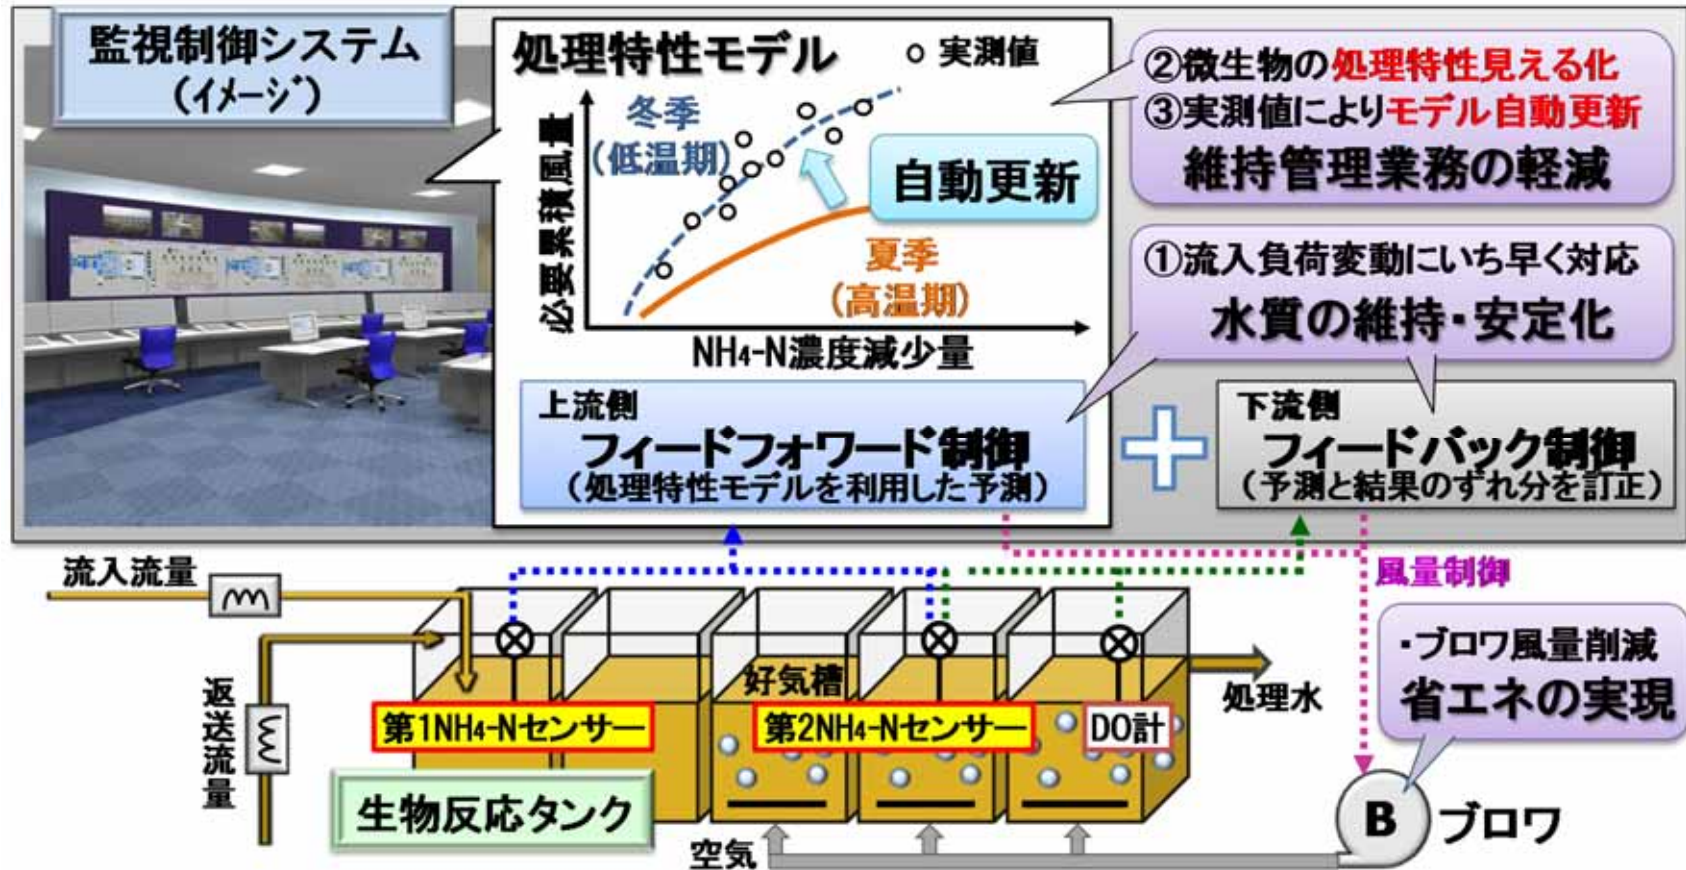 監視制御システム
(イメージ)
処理特性モデル
実測値
冬季
(低温期)
必要累積風量
自動更新
夏季
(高温期)
NH₄-N濃度減少量
②微生物の処理特性見える化
③実測値によりモデル自動更新
維持管理業務の軽減
①流入負荷変動にいち早く対応
水質の維持・安定化
上流側
フィードフォワード制御
(処理特性モデルを利用した予測)
下流側
フィードバック制御
(予測と結果のずれ分を訂正)
流入流量
風量制御
返送流量
好気槽
第1NH₄-Nセンサー
第2NH₄-Nセンサー
DO計
処理水
・ブロワ風量削減
省エネの実現
生物反応タンク
空気
B
ブロワ